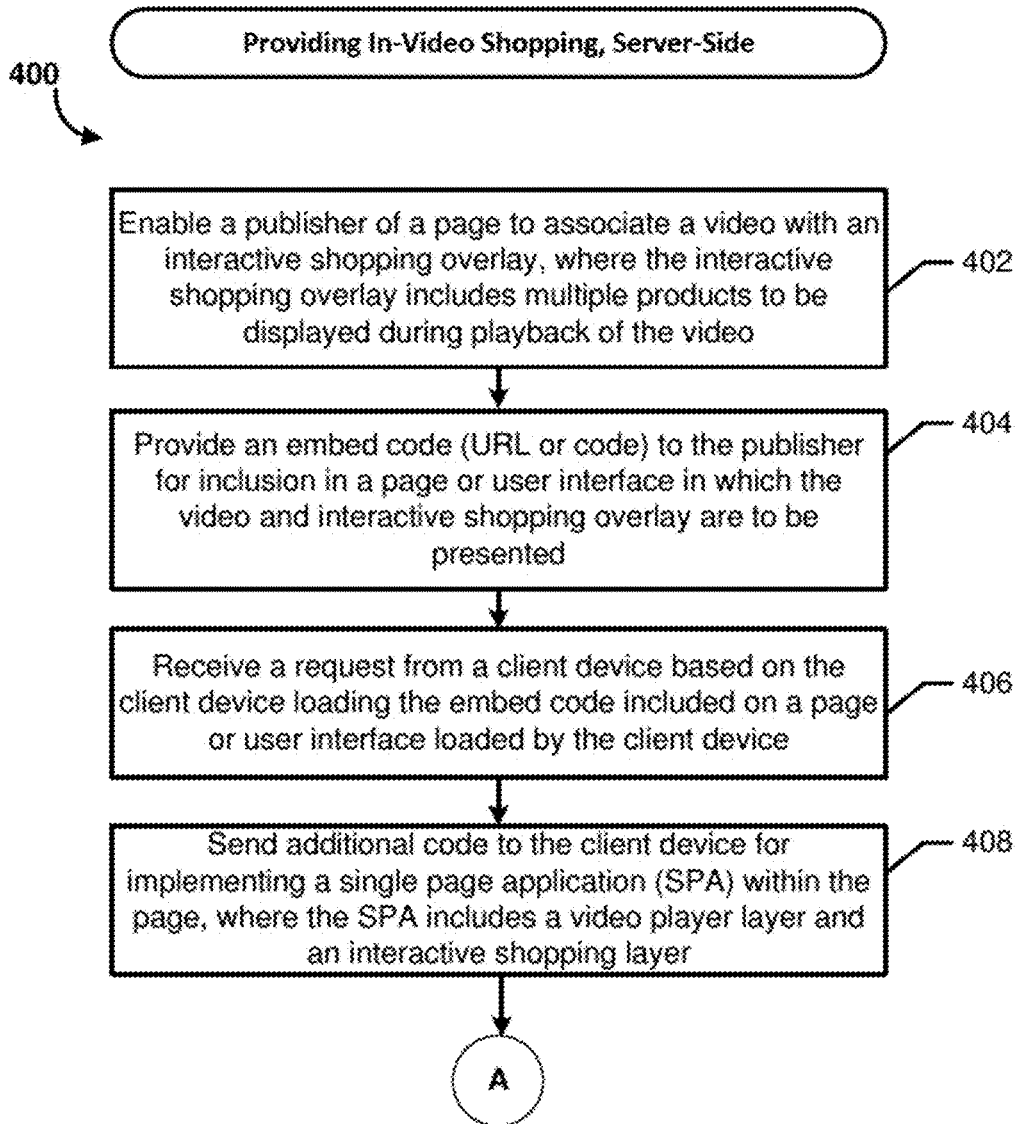 Providing In-Video Shopping, Server-Side
400
Enable a publisher of a page to associate a video with an
interactive shopping overlay, where the interactive
shopping overlay includes multiple products to be
displayed during playback of the video
402
Provide an embed code (URL or code) to the publisher
for inclusion in a page or user interface in which the
video and interactive shopping overlay are to be
presented
404
Receive a request from a client device based on the
client device loading the embed code included on a page
or user interface loaded by the client device
406
Send additional code to the client device for
implementing a single page application (SPA) within the
page, where the SPA includes a video player layer and
an interactive shopping layer
408
A